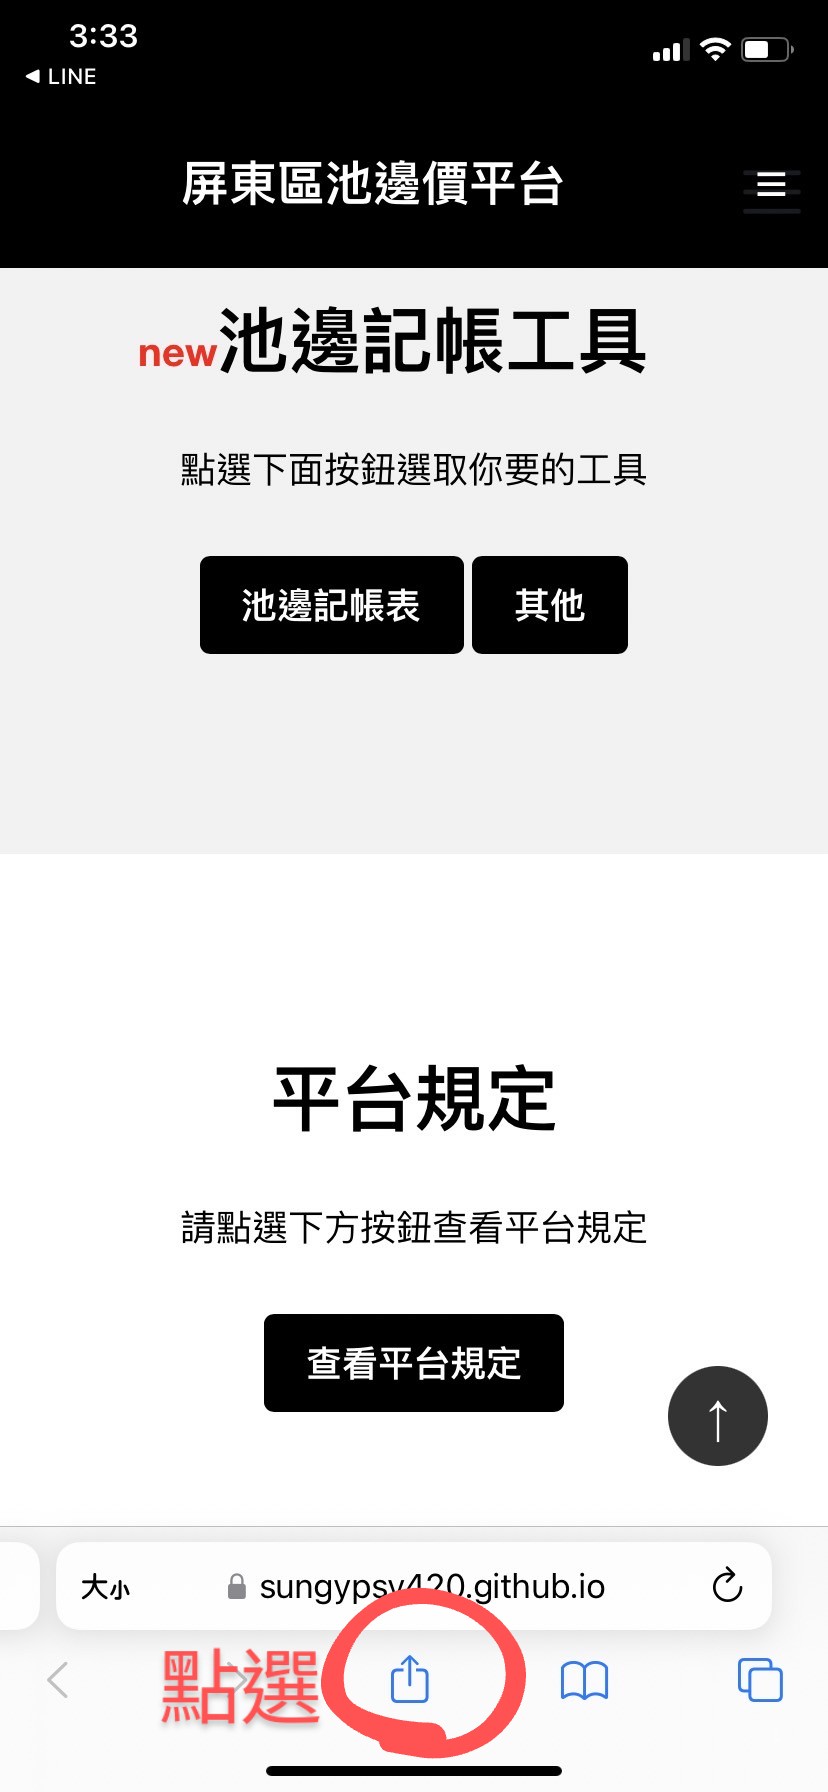 3:33
◀ LINE
屏東區池邊價平台
new池邊記帳工具
點選下面按鈕選取你要的工具
池邊記帳表 其他
平台規定
請點選下方按鈕查看平台規定
查看平台規定
↑
大小 sungypsy420.github.io
點選